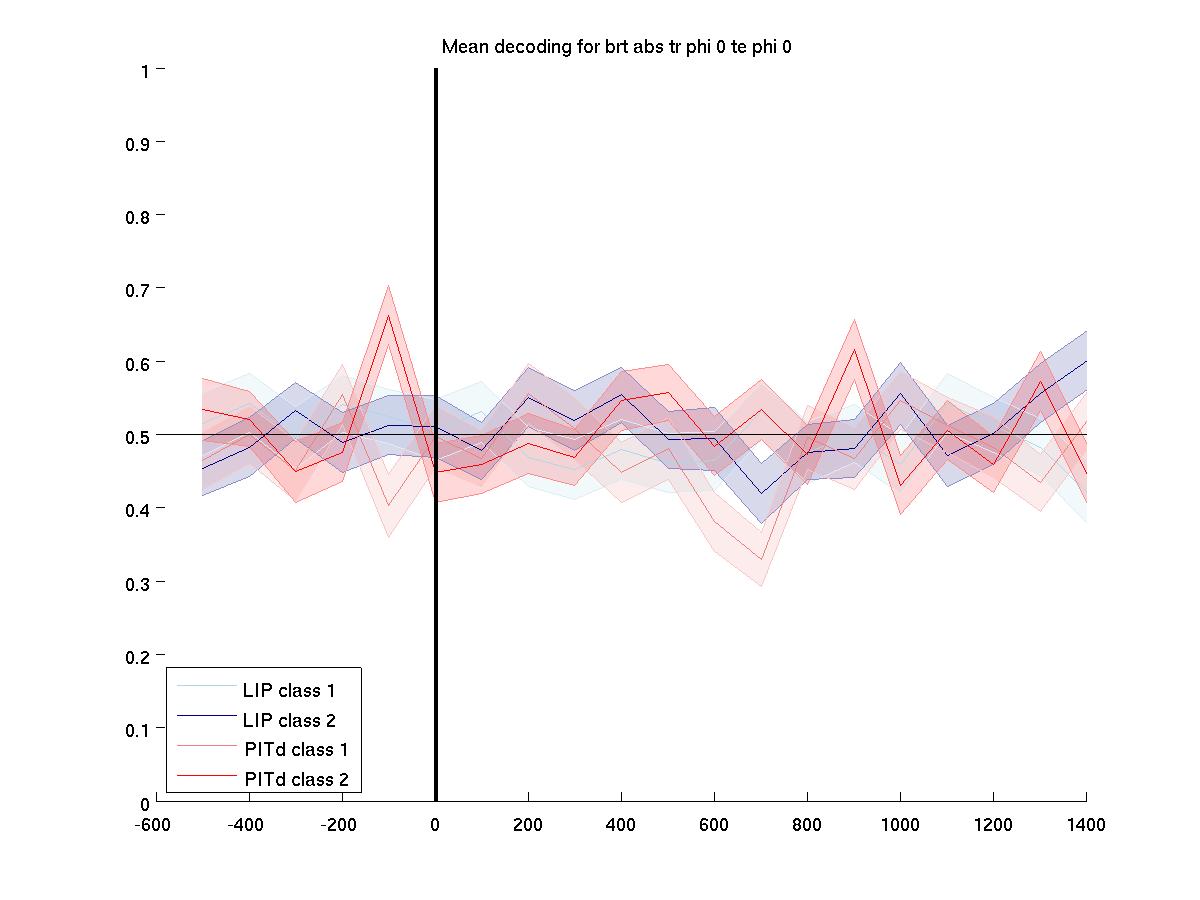 Mean decoding for brt abs tr phi 0 te phi 0
1
0.9
0.8
0.7
0.6
0.5
0.4
0.3
0.2
0.1
0
LIP class 1
LIP class 2
PITd class 1
PITd class 2
-600 -400 -200 0 200 400 600 800 1000 1200 1400